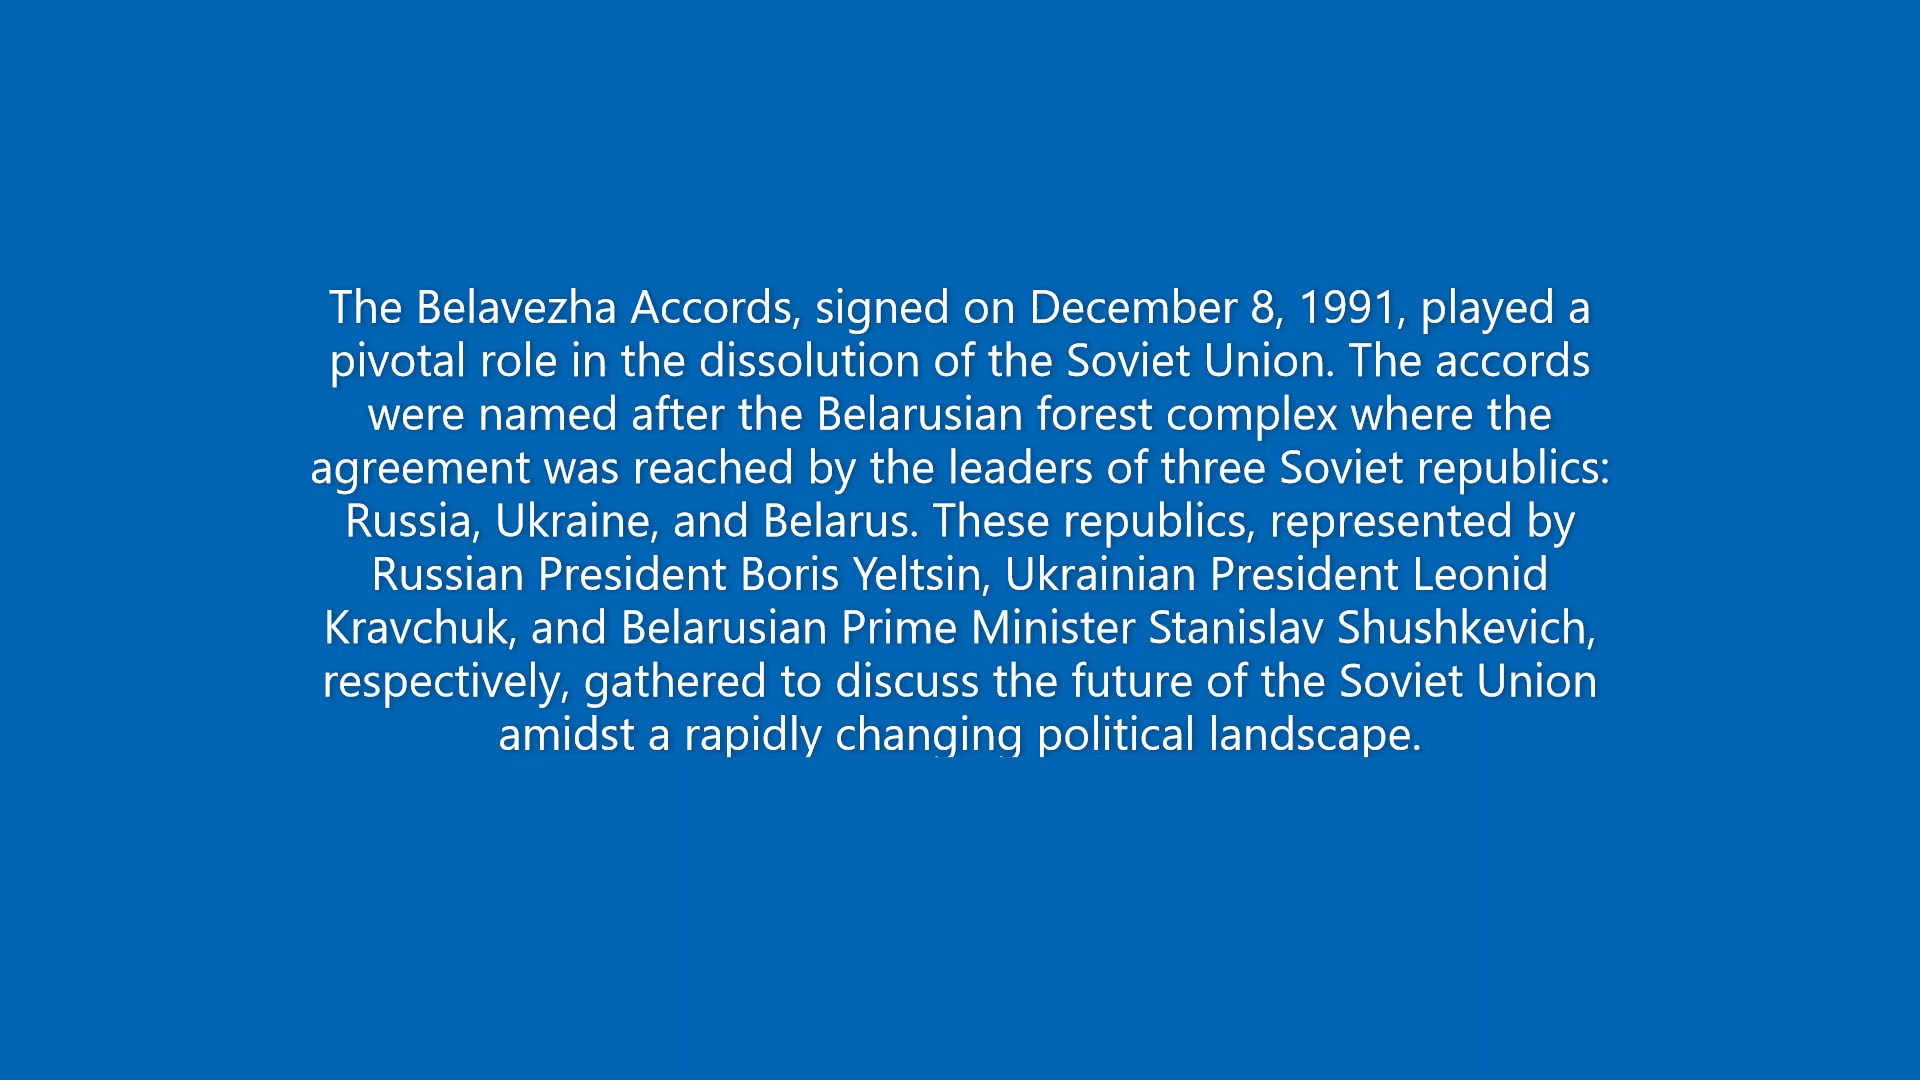 The Belavezha Accords, signed on December 8, 1991, played a
pivotal role in the dissolution of the Soviet Union. The accords
were named after the Belarusian forest complex where the
agreement was reached by the leaders of three Soviet republics:
Russia, Ukraine, and Belarus. These republics, represented by
Russian President Boris Yeltsin, Ukrainian President Leonid
Kravchuk, and Belarusian Prime Minister Stanislav Shushkevich,
respectively, gathered to discuss the future of the Soviet Union
amidst a rapidly changing political landscape.